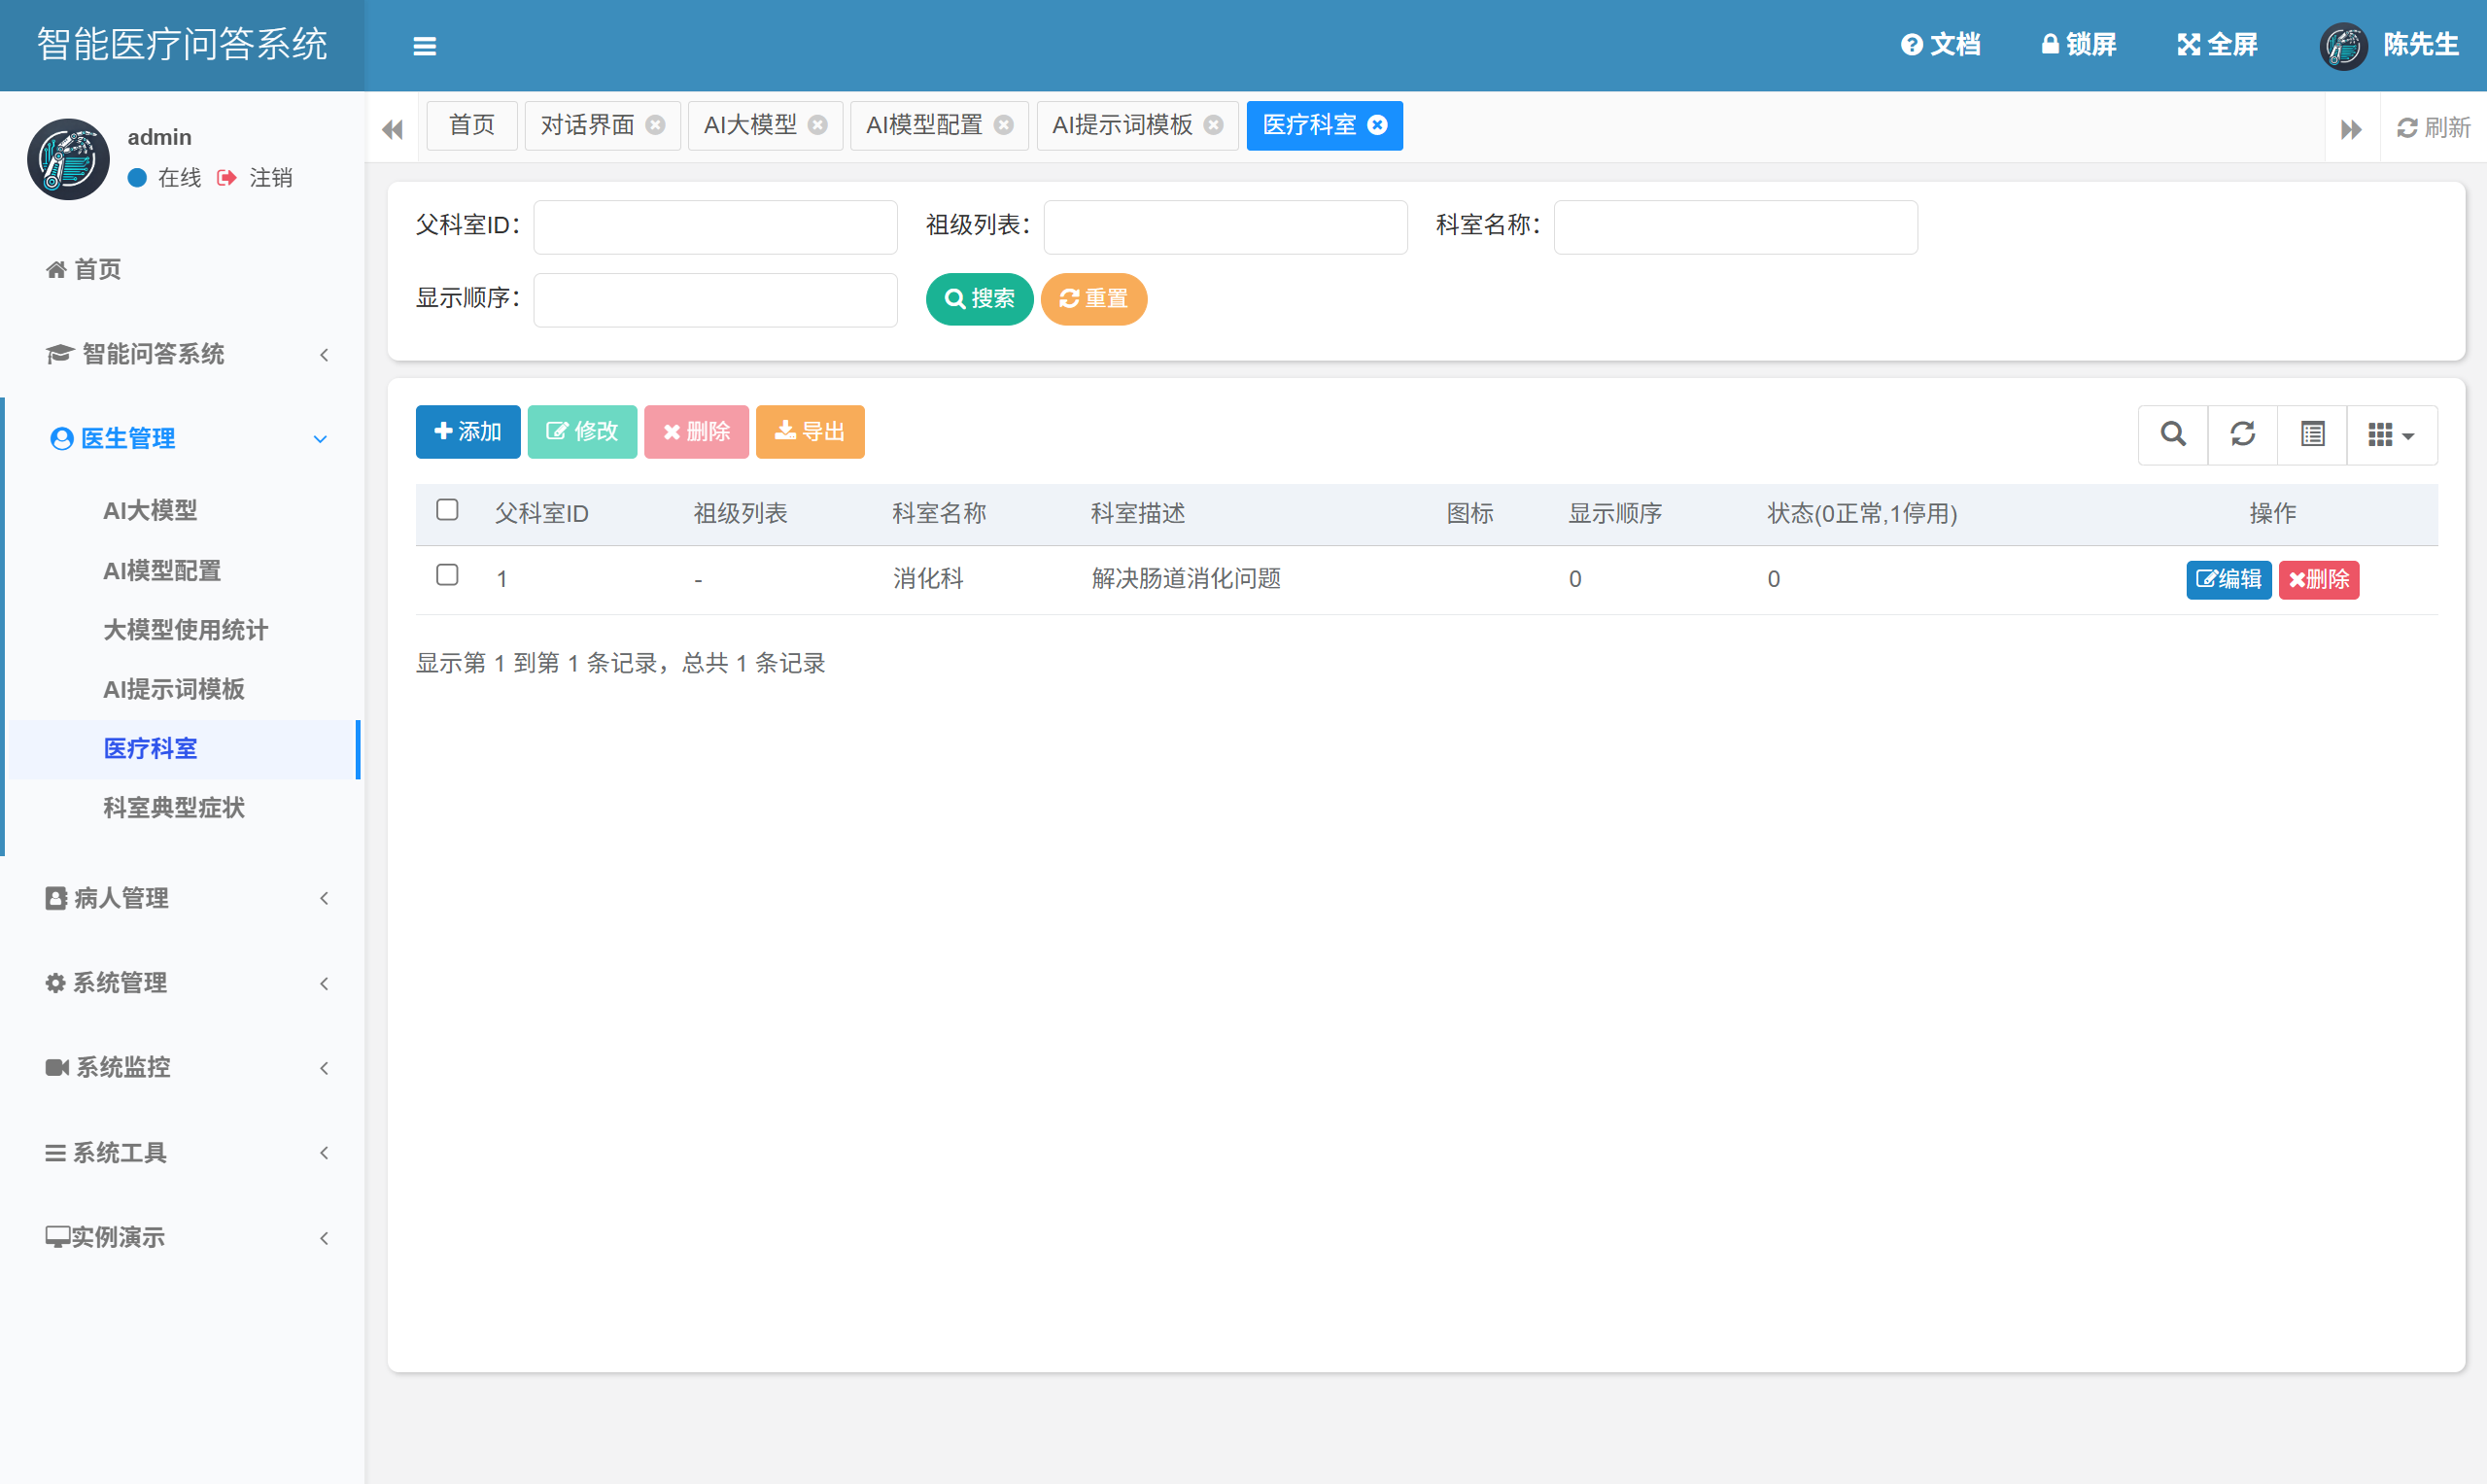 智能医疗问答系统
文档 锁屏 全屏 陈先生
admin
在线 注销
首页
智能问答系统
医生管理
AI大模型
AI模型配置
大模型使用统计
AI提示词模板
医疗科室
科室典型症状
病人管理
系统管理
系统监控
系统工具
实例演示
首页 对话界面 AI大模型 AI模型配置 AI提示词模板 医疗科室 刷新
父科室ID： 祖级列表： 科室名称：
显示顺序： 搜索 重置
添加 修改 删除 导出
父科室ID 祖级列表 科室名称 科室描述 图标 显示顺序 状态(0正常,1停用) 操作
1 - 消化科 解决肠道消化问题 0 0 编辑 删除
显示第 1 到第 1 条记录，总共 1 条记录